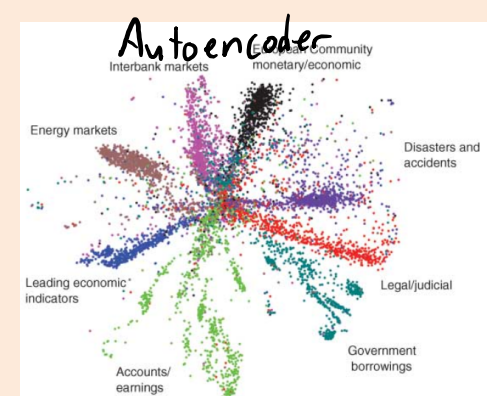 Autoencoder
European Community
monetary/economic
Interbank markets
Energy markets
Disasters and
accidents
Leading economic
indicators
Legal/judicial
Government
borrowings
Accounts/
earnings